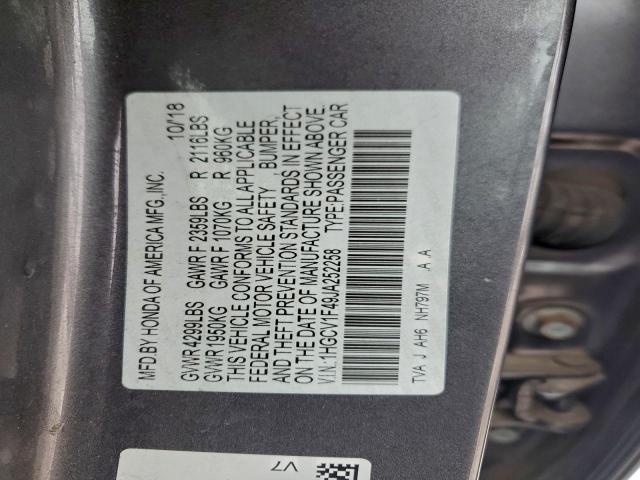 MFD.BY HONDA OF AMERICA MFG.,INC. 10/18
GVWR 4299LBS GAWR F 2359LBS R 2116LBS
GVWR 1950KG GAWR F 1070KG R 960KG
THIS VEHICLE CONFORMS TO ALL APPLICABLE
FEDERAL MOTOR VEHICLE SAFETY, BUMPER,
AND THEFT PREVENTION STANDARDS IN EFFECT
ON THE DATE OF MANUFACTURE SHOWN ABOVE.
V.I.N.:1HGCV1F49JA252258 TYPE:PASSENGER CAR
TVA J AH6 NH797M A A
V7